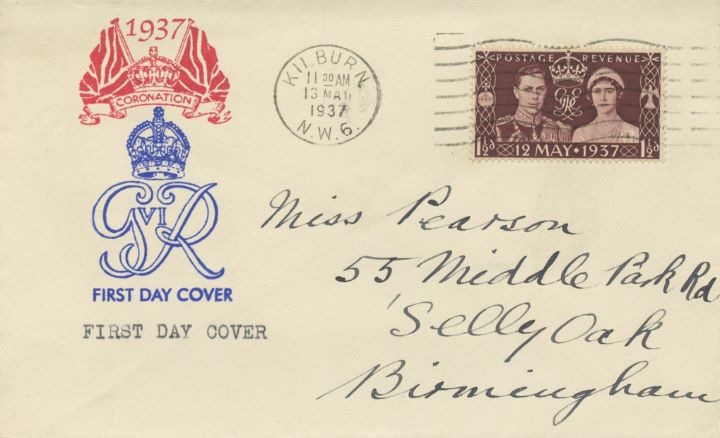 1937
CORONATION
GVIR
FIRST DAY COVER
FIRST DAY COVER
KILBURN
11 30 AM
13 MAY
1937
N.W.6.
POSTAGE REVENUE
GRE
1½d 12 MAY • 1937 1½d
Miss Pearson
55 Middle Park Rd
Selly Oak
Birmingham